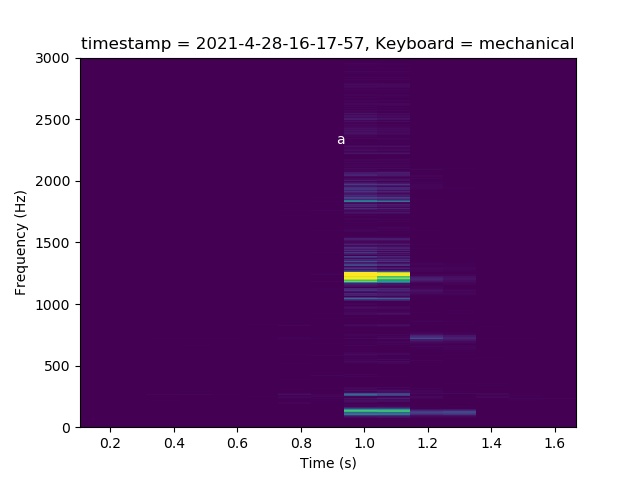 timestamp = 2021-4-28-16-17-57, Keyboard = mechanical
3000
2500
a
2000
1500
1000
500
0
Frequency (Hz)
0.2 0.4 0.6 0.8 1.0 1.2 1.4 1.6
Time (s)